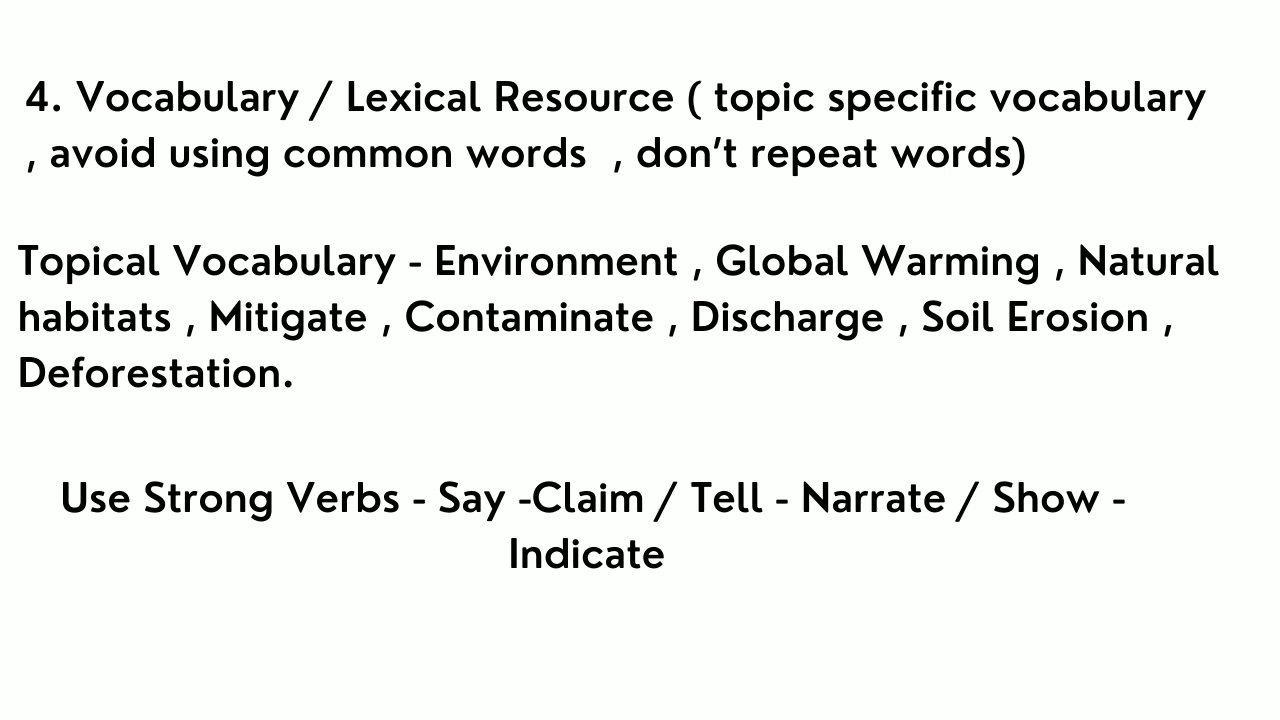 4. Vocabulary / Lexical Resource ( topic specific vocabulary
, avoid using common words , don’t repeat words)
Topical Vocabulary - Environment , Global Warming , Natural
habitats , Mitigate , Contaminate , Discharge , Soil Erosion ,
Deforestation.
Use Strong Verbs - Say -Claim / Tell - Narrate / Show -
Indicate